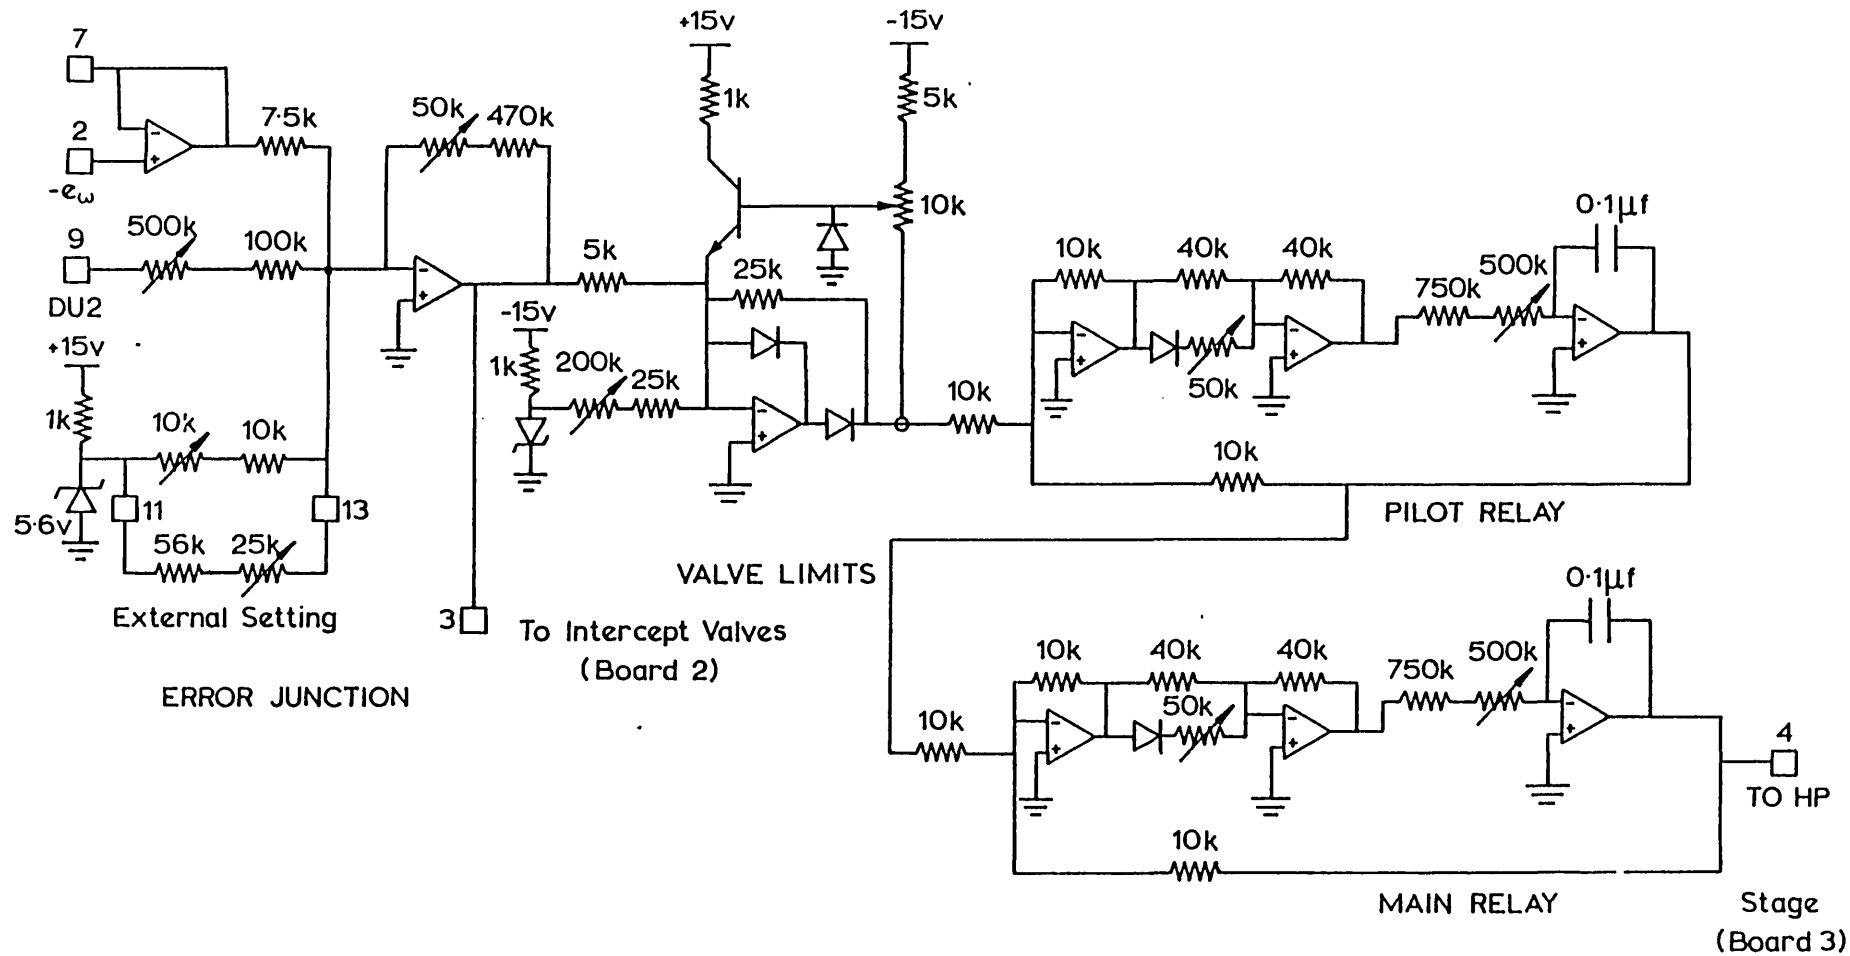 +15v
-15v
7
7·5k
50k
470k
1k
5k
2
-eω
10k
0·1μf
9
500k
100k
5k
25k
10k
40k
40k
500k
750k
DU2
-15v
+15v
1k
200k
25k
50k
10k
1k
10k
10k
10k
11
13
5·6v
PILOT RELAY
56k
25k
VALVE LIMITS
0·1μf
External Setting
3
To Intercept Valves
(Board 2)
10k
40k
40k
750k
500k
ERROR JUNCTION
50k
10k
4
TO HP
10k
MAIN RELAY
Stage
(Board 3)